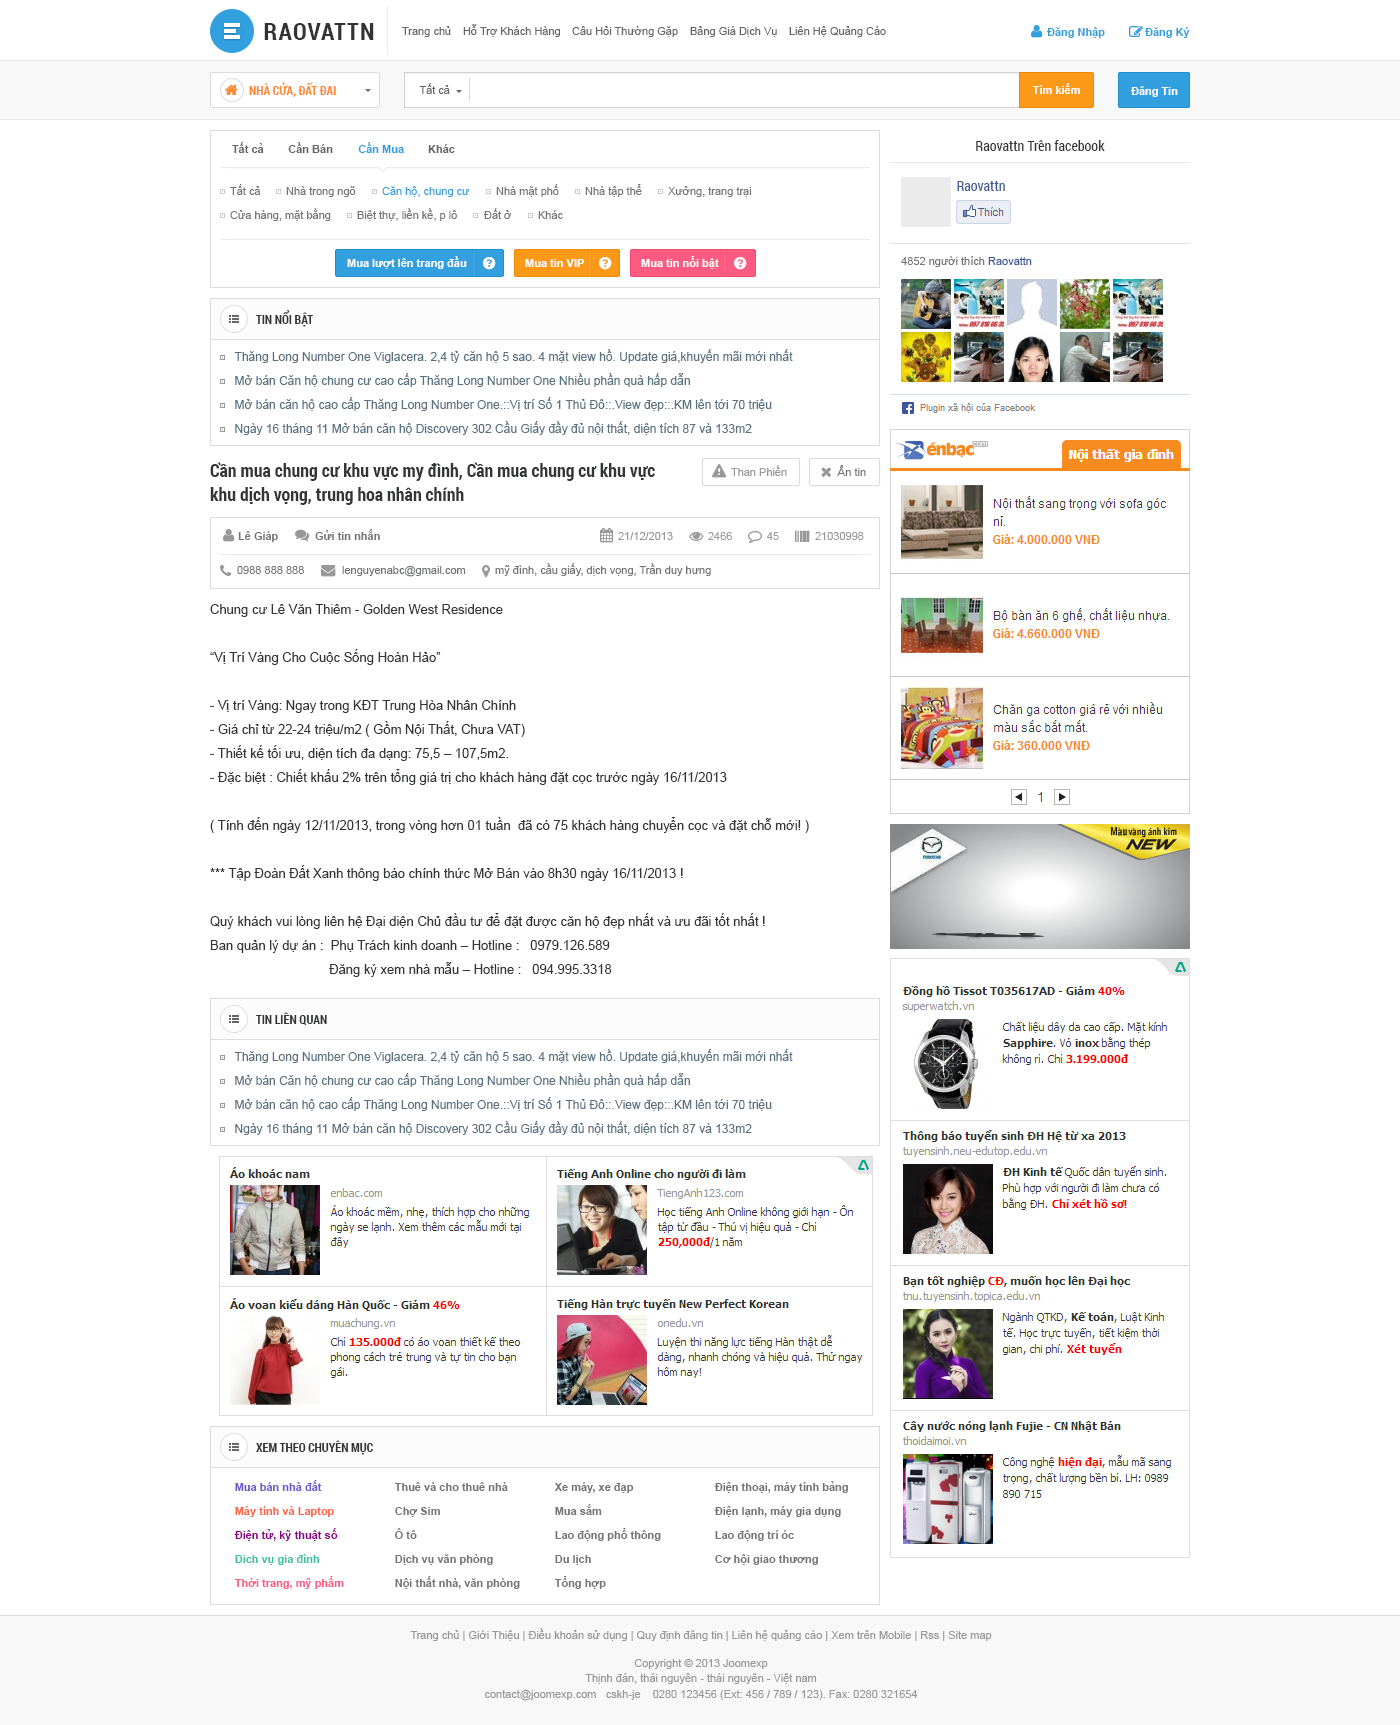 RAOVATTN
Trang chủ Hỗ Trợ Khách Hàng Câu Hỏi Thường Gặp Bảng Giá Dịch Vụ Liên Hệ Quảng Cáo
Đăng Nhập Đăng Ký
NHÀ CỬA, ĐẤT ĐAI
Tất cả
Tìm kiếm
Đăng Tin
Tất cả Cần Bán Cần Mua Khác
Tất cả Nhà trong ngõ Căn hộ, chung cư Nhà mặt phố Nhà tập thể Xưởng, trang trại
Cửa hàng, mặt bằng Biệt thự, liền kề, p lô Đất ở Khác
Mua lượt lên trang đầu ? Mua tin VIP ? Mua tin nổi bật ?
TIN NỔI BẬT
Thăng Long Number One Viglacera. 2,4 tỷ căn hộ 5 sao. 4 mặt view hồ. Update giá,khuyến mãi mới nhất
Mở bán Căn hộ chung cư cao cấp Thăng Long Number One Nhiều phần quà hấp dẫn
Mở bán căn hộ cao cấp Thăng Long Number One.::Vị trí Số 1 Thủ Đô::.View đẹp::.KM lên tới 70 triệu
Ngày 16 tháng 11 Mở bán căn hộ Discovery 302 Cầu Giấy đầy đủ nội thất, diện tích 87 và 133m2
Cần mua chung cư khu vực my đình, Cần mua chung cư khu vực
khu dịch vọng, trung hoa nhân chính
Than Phiền Ẩn tin
Lê Giáp Gửi tin nhắn 21/12/2013 2466 45 21030998
0988 888 888 lenguyenabc@gmail.com mỹ đình, cầu giấy, dịch vọng, Trần duy hưng
Chung cư Lê Văn Thiêm - Golden West Residence
“Vị Trí Vàng Cho Cuộc Sống Hoàn Hảo”
- Vị trí Vàng: Ngay trong KĐT Trung Hòa Nhân Chính
- Giá chỉ từ 22-24 triệu/m2 ( Gồm Nội Thất, Chưa VAT)
- Thiết kế tối ưu, diện tích đa dạng: 75,5 – 107,5m2.
- Đặc biệt : Chiết khấu 2% trên tổng giá trị cho khách hàng đặt cọc trước ngày 16/11/2013
( Tính đến ngày 12/11/2013, trong vòng hơn 01 tuần đã có 75 khách hàng chuyển cọc và đặt chỗ mới! )
*** Tập Đoàn Đất Xanh thông báo chính thức Mở Bán vào 8h30 ngày 16/11/2013 !
Quý khách vui lòng liên hệ Đại diện Chủ đầu tư để đặt được căn hộ đẹp nhất và ưu đãi tốt nhất !
Ban quản lý dự án : Phụ Trách kinh doanh – Hotline : 0979.126.589
Đăng ký xem nhà mẫu – Hotline : 094.995.3318
TIN LIÊN QUAN
Thăng Long Number One Viglacera. 2,4 tỷ căn hộ 5 sao. 4 mặt view hồ. Update giá,khuyến mãi mới nhất
Mở bán Căn hộ chung cư cao cấp Thăng Long Number One Nhiều phần quà hấp dẫn
Mở bán căn hộ cao cấp Thăng Long Number One.::Vị trí Số 1 Thủ Đô::.View đẹp::.KM lên tới 70 triệu
Ngày 16 tháng 11 Mở bán căn hộ Discovery 302 Cầu Giấy đầy đủ nội thất, diện tích 87 và 133m2
Áo khoác nam
enbac.com
Áo khoác mềm, nhẹ, thích hợp cho những
ngày se lạnh. Xem thêm các mẫu mới tại
đây
Tiếng Anh Online cho người đi làm
TiengAnh123.com
Học tiếng Anh Online không giới hạn - Ôn
tập từ đầu - Thú vị hiệu quả - Chỉ
250,000đ/1 năm
Áo voan kiểu dáng Hàn Quốc - Giảm 46%
muachung.vn
Chỉ 135.000đ có áo voan thiết kế theo
phong cách trẻ trung và tự tin cho bạn
gái.
Tiếng Hàn trực tuyến New Perfect Korean
onedu.vn
Luyện thi năng lực tiếng Hàn thật dễ
dàng, nhanh chóng và hiệu quả. Thử ngay
hôm nay!
XEM THEO CHUYÊN MỤC
Mua bán nhà đất Thuê và cho thuê nhà Xe máy, xe đạp Điện thoại, máy tính bảng
Máy tính và Laptop Chợ Sim Mua sắm Điện lạnh, máy gia dụng
Điện tử, kỹ thuật số Ô tô Lao động phổ thông Lao động trí óc
Dịch vụ gia đình Dịch vụ văn phòng Du lịch Cơ hội giao thương
Thời trang, mỹ phẩm Nội thất nhà, văn phòng Tổng hợp
Raovattn Trên facebook
Raovattn
Thích
4852 người thích Raovattn
Plugin xã hội của Facebook
énbạc Nội thất gia đình
Nội thất sang trọng với sofa góc
nỉ.
Giá: 4.000.000 VNĐ
Bộ bàn ăn 6 ghế, chất liệu nhựa.
Giá: 4.660.000 VNĐ
Chăn ga cotton giá rẻ với nhiều
màu sắc bắt mắt.
Giá: 360.000 VNĐ
1
Màu vàng ánh kim
NEW
Đồng hồ Tissot T035617AD - Giảm 40%
superwatch.vn
Chất liệu dây da cao cấp. Mặt kính
Sapphire. Vỏ inox bằng thép
không rỉ. Chỉ 3.199.000đ
Thông báo tuyển sinh ĐH Hệ từ xa 2013
tuyensinh.neu-edutop.edu.vn
ĐH Kinh tế Quốc dân tuyển sinh.
Phù hợp với người đi làm chưa có
bằng ĐH. Chỉ xét hồ sơ!
Bạn tốt nghiệp CĐ, muốn học lên Đại học
tnu.tuyensinh.topica.edu.vn
Ngành QTKD, Kế toán, Luật Kinh
tế. Học trực tuyến, tiết kiệm thời
gian, chi phí. Xét tuyển
Cây nước nóng lạnh Fujie - CN Nhật Bản
thoidaimoi.vn
Công nghệ hiện đại, mẫu mã sang
trọng, chất lượng bền bỉ. LH: 0989
890 715
Trang chủ | Giới Thiệu | Điều khoản sử dụng | Quy định đăng tin | Liên hệ quảng cáo | Xem trên Mobile | Rss | Site map
Copyright © 2013 Joomexp
Thịnh đán, thái nguyên - thái nguyên - Việt nam
contact@joomexp.com cskh-je 0280 123456 (Ext: 456 / 789 / 123). Fax: 0280 321654